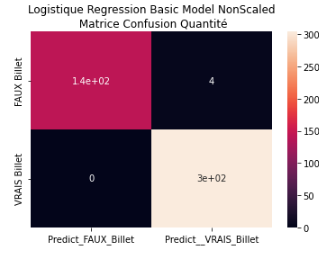 Logistique Regression Basic Model NonScaled
Matrice Confusion Quantité
FAUX Billet
1.4e+02
4
VRAIS Billet
0
3e+02
Predict_FAUX_Billet
Predict__VRAIS_Billet
300
250
200
150
100
50
0